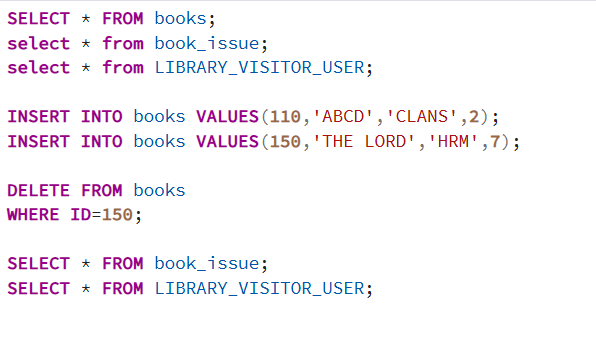 SELECT * FROM books;
select * from book_issue;
select * from LIBRARY_VISITOR_USER;
INSERT INTO books VALUES(110,'ABCD','CLANS',2);
INSERT INTO books VALUES(150,'THE LORD','HRM',7);
DELETE FROM books
WHERE ID=150;
SELECT * FROM book_issue;
SELECT * FROM LIBRARY_VISITOR_USER;